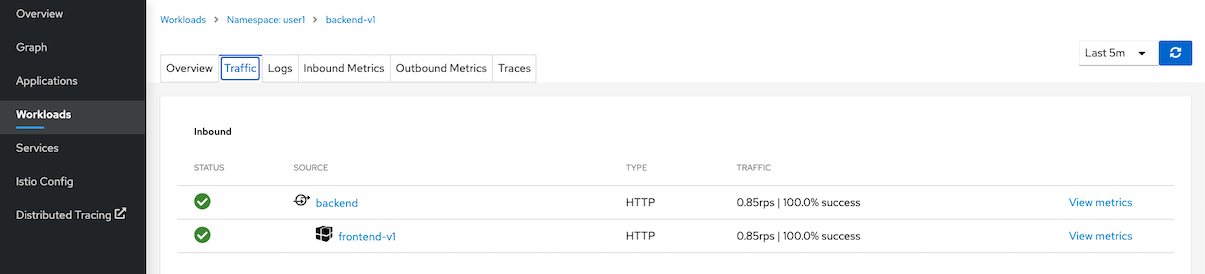 Overview
Graph
Applications
Workloads
Services
Istio Config
Distributed Tracing
Workloads > Namespace: user1 > backend-v1
Last 5m
Overview Traffic Logs Inbound Metrics Outbound Metrics Traces
Inbound
STATUS SOURCE TYPE TRAFFIC
backend HTTP 0.85rps | 100.0% success View metrics
frontend-v1 HTTP 0.85rps | 100.0% success View metrics